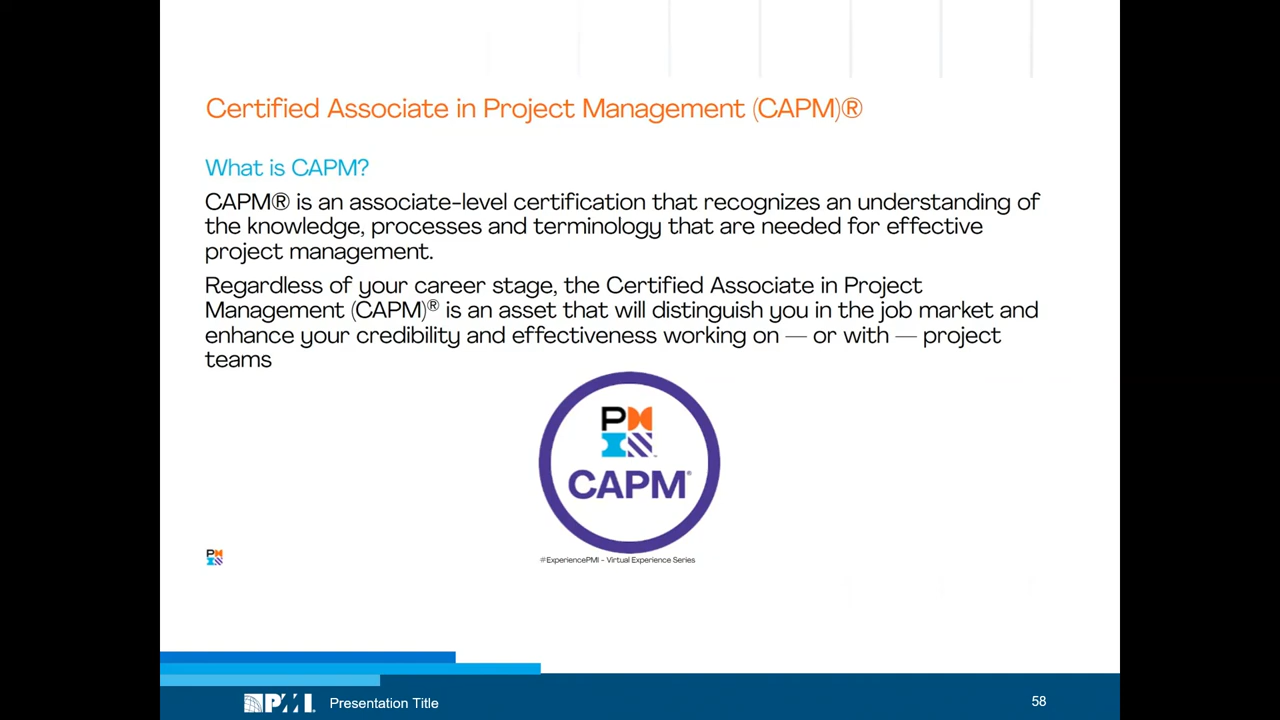 Certified Associate in Project Management (CAPM)®
What is CAPM?
CAPM® is an associate-level certification that recognizes an understanding of
the knowledge, processes and terminology that are needed for effective
project management.
Regardless of your career stage, the Certified Associate in Project
Management (CAPM)® is an asset that will distinguish you in the job market and
enhance your credibility and effectiveness working on — or with — project
teams
PMI
CAPM®
PMI
#ExperiencePMI - Virtual Experience Series
PMI®
Presentation Title
58